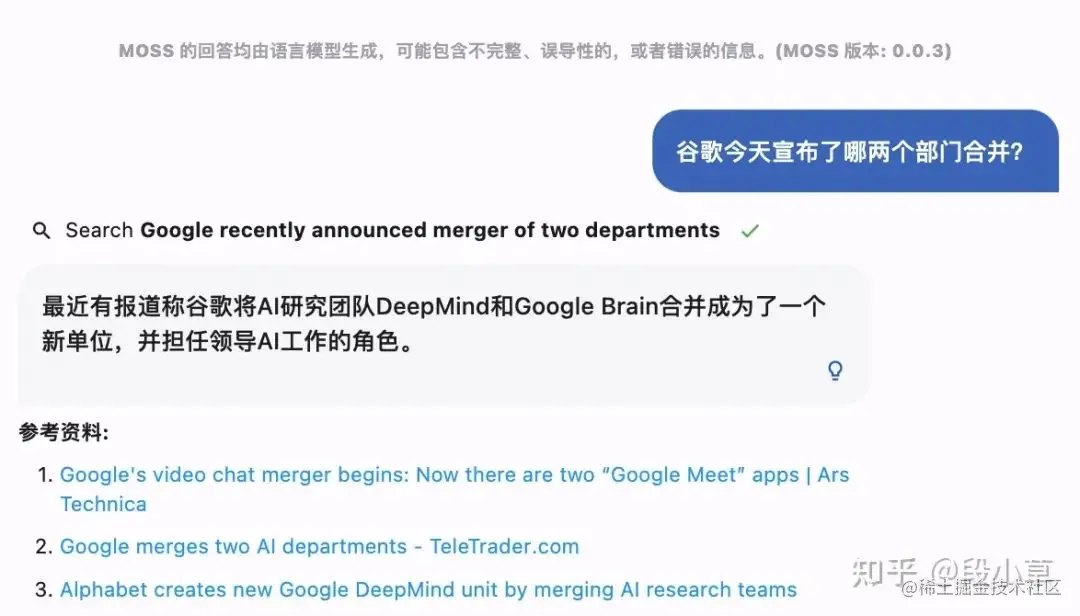 MOSS 的回答均由语言模型生成，可能包含不完整、误导性的，或者错误的信息。(MOSS 版本: 0.0.3)
谷歌今天宣布了哪两个部门合并？
Search Google recently announced merger of two departments
最近有报道称谷歌将AI研究团队DeepMind和Google Brain合并成为了一个
新单位，并担任领导AI工作的角色。
参考资料:
1. Google's video chat merger begins: Now there are two “Google Meet” apps | Ars
Technica
2. Google merges two AI departments - TeleTrader.com
3. Alphabet creates new Google DeepMind unit by merging AI research teams
知乎 @段小草
@稀土掘金技术社区